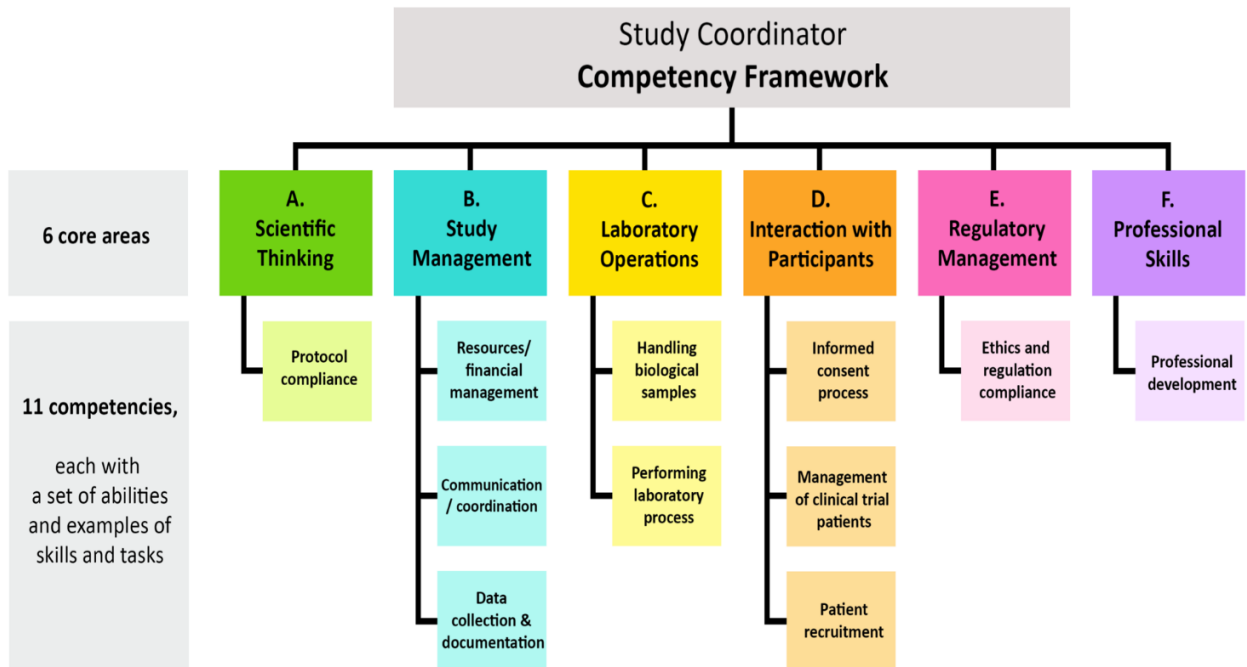 Study Coordinator
Competency Framework
6 core areas
A.
Scientific
Thinking
B.
Study
Management
C.
Laboratory
Operations
D.
Interaction with
Participants
E.
Regulatory
Management
F.
Professional
Skills
11 competencies,
each with
a set of abilities
and examples of
skills and tasks
Protocol
compliance
Resources/
financial
management
Communication
/ coordination
Data
collection &
documentation
Handling
biological
samples
Performing
laboratory
process
Informed
consent
process
Management
of clinical trial
patients
Patient
recruitment
Ethics and
regulation
compliance
Professional
development